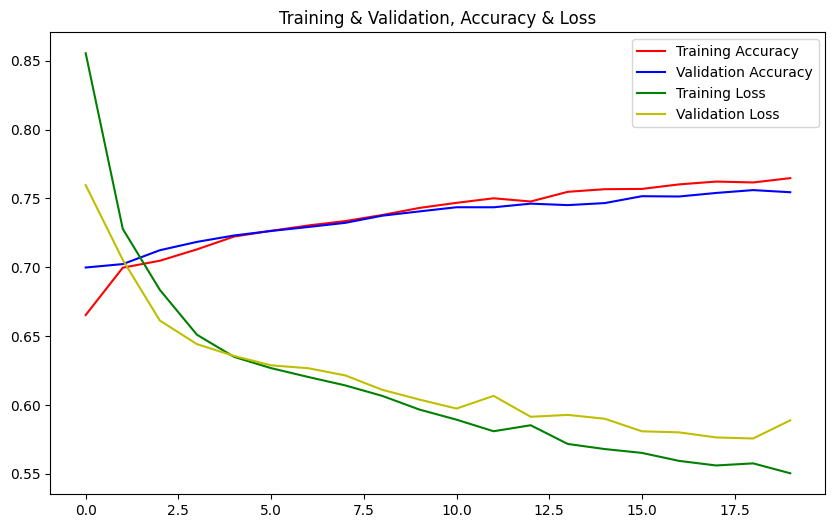 Training & Validation, Accuracy & Loss
Training Accuracy
Validation Accuracy
Training Loss
Validation Loss
0.85
0.80
0.75
0.70
0.65
0.60
0.55
0.0 2.5 5.0 7.5 10.0 12.5 15.0 17.5